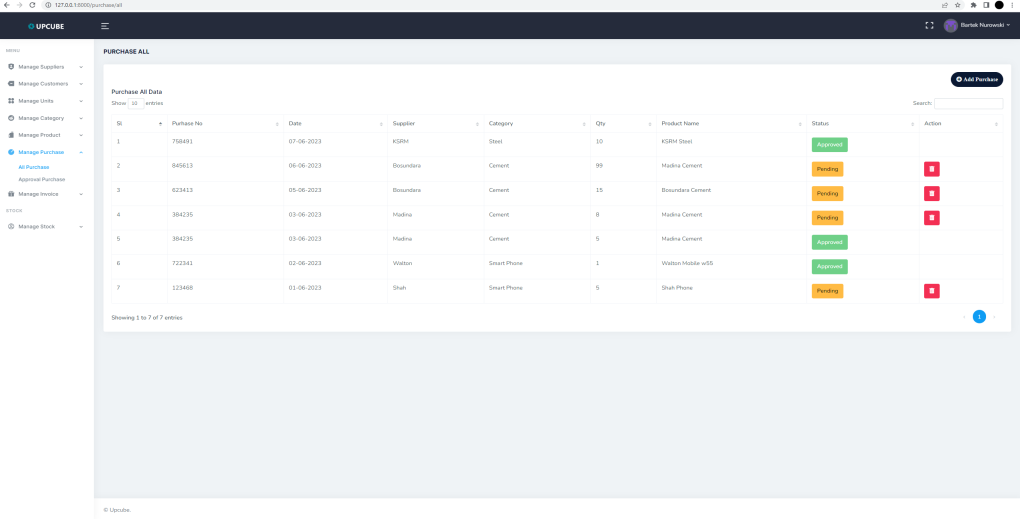 127.0.0.1:8000/purchase/all
UPCUBE
Bartek Nurowski
MENU
Manage Suppliers
Manage Customers
Manage Units
Manage Category
Manage Product
Manage Purchase
All Purchase
Approval Purchase
Manage Invoice
STOCK
Manage Stock
PURCHASE ALL
Add Purchase
Purchase All Data
Show 10 entries
Search:
Sl Purhase No Date Supplier Category Qty Product Name Status Action
1 758491 07-06-2023 KSRM Steel 10 KSRM Steel Approved
2 845613 06-06-2023 Bosundara Cement 99 Madina Cement Pending
3 623413 05-06-2023 Bosundara Cement 15 Bosundara Cement Pending
4 384235 03-06-2023 Madina Cement 8 Madina Cement Pending
5 384235 03-06-2023 Madina Cement 5 Madina Cement Approved
6 722341 02-06-2023 Walton Smart Phone 1 Walton Mobile w55 Approved
7 123468 01-06-2023 Shah Smart Phone 5 Shah Phone Pending
Showing 1 to 7 of 7 entries
1
© Upcube.